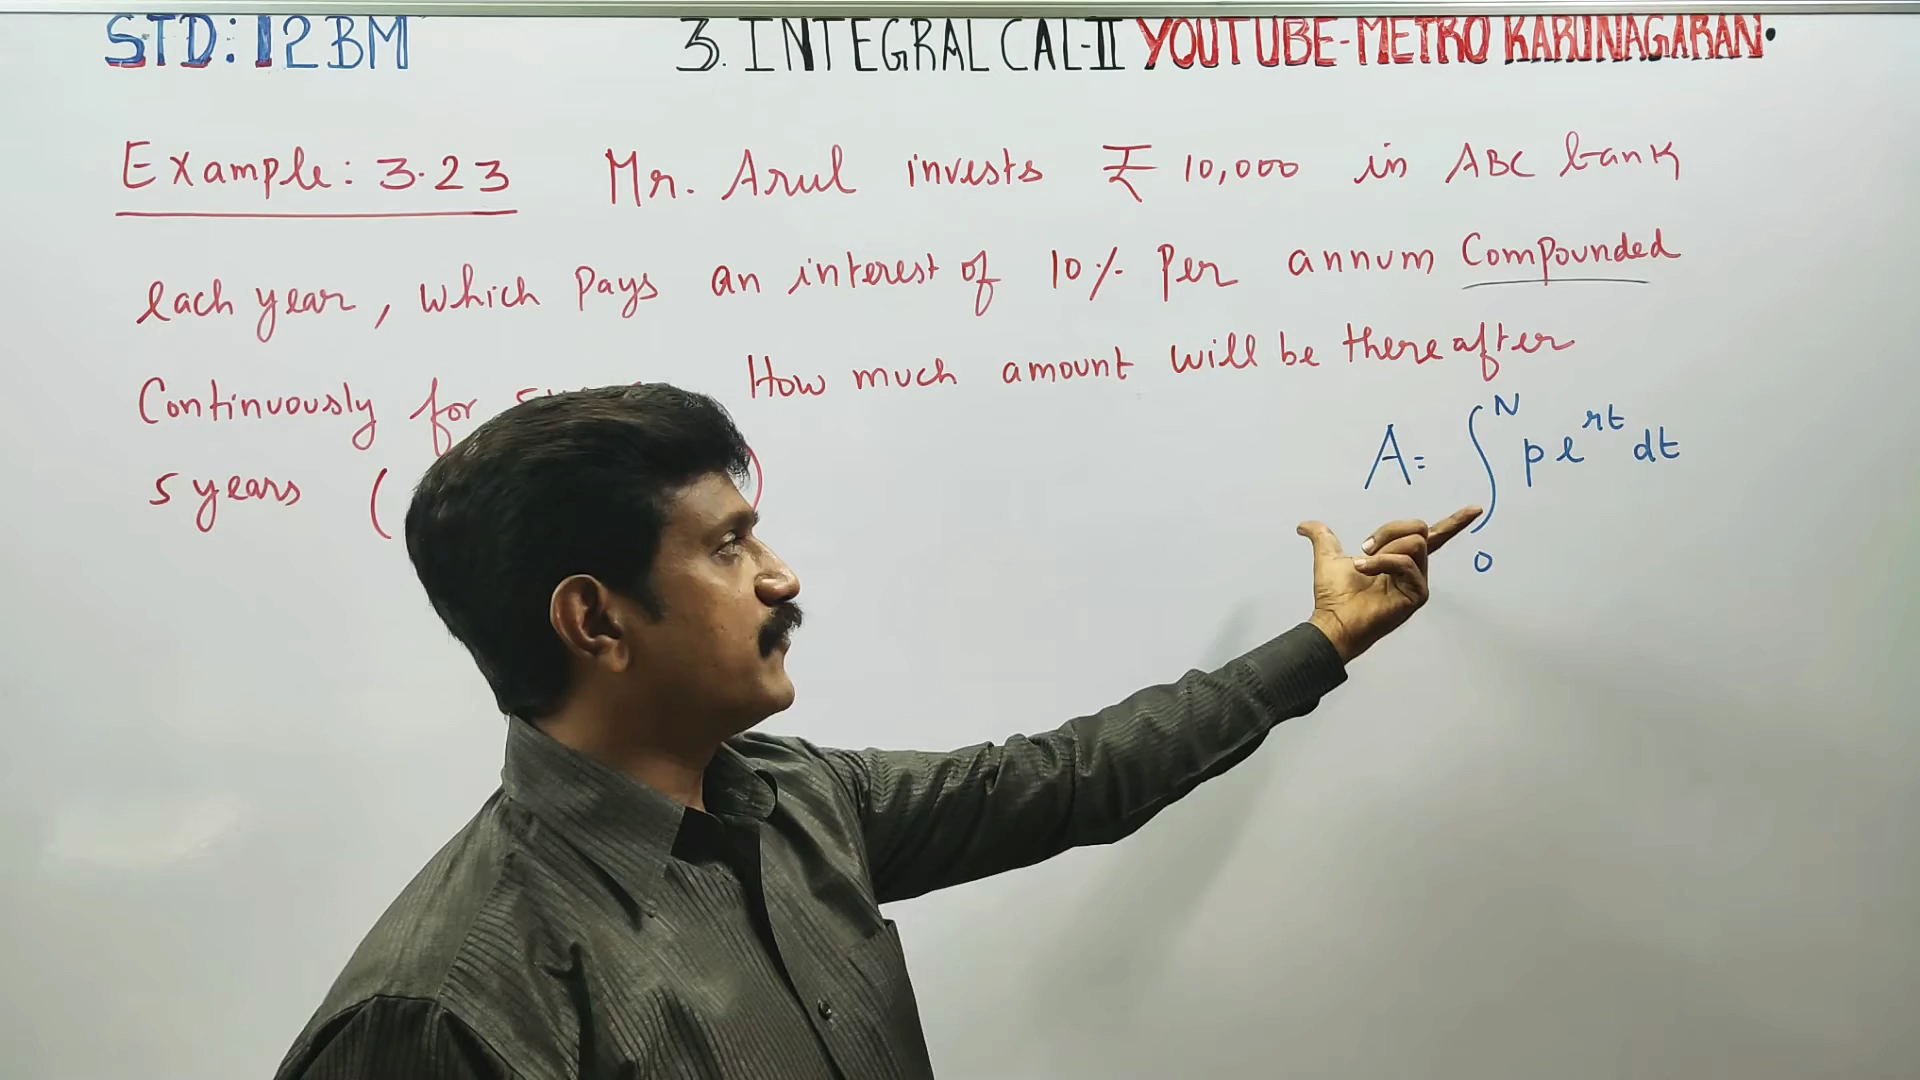 STD: 12 BM 3. INTEGRAL CAL-II YOUTUBE-METRO KARUNAGARAN.
Example: 3.23 Mr. Arul invests ₹ 10,000 in ABC bank
each year, which pays an interest of 10% per annum Compounded
Continuously for 5 How much amount will be there after
5 years (
A = ∫₀ᴺ p e^rt dt